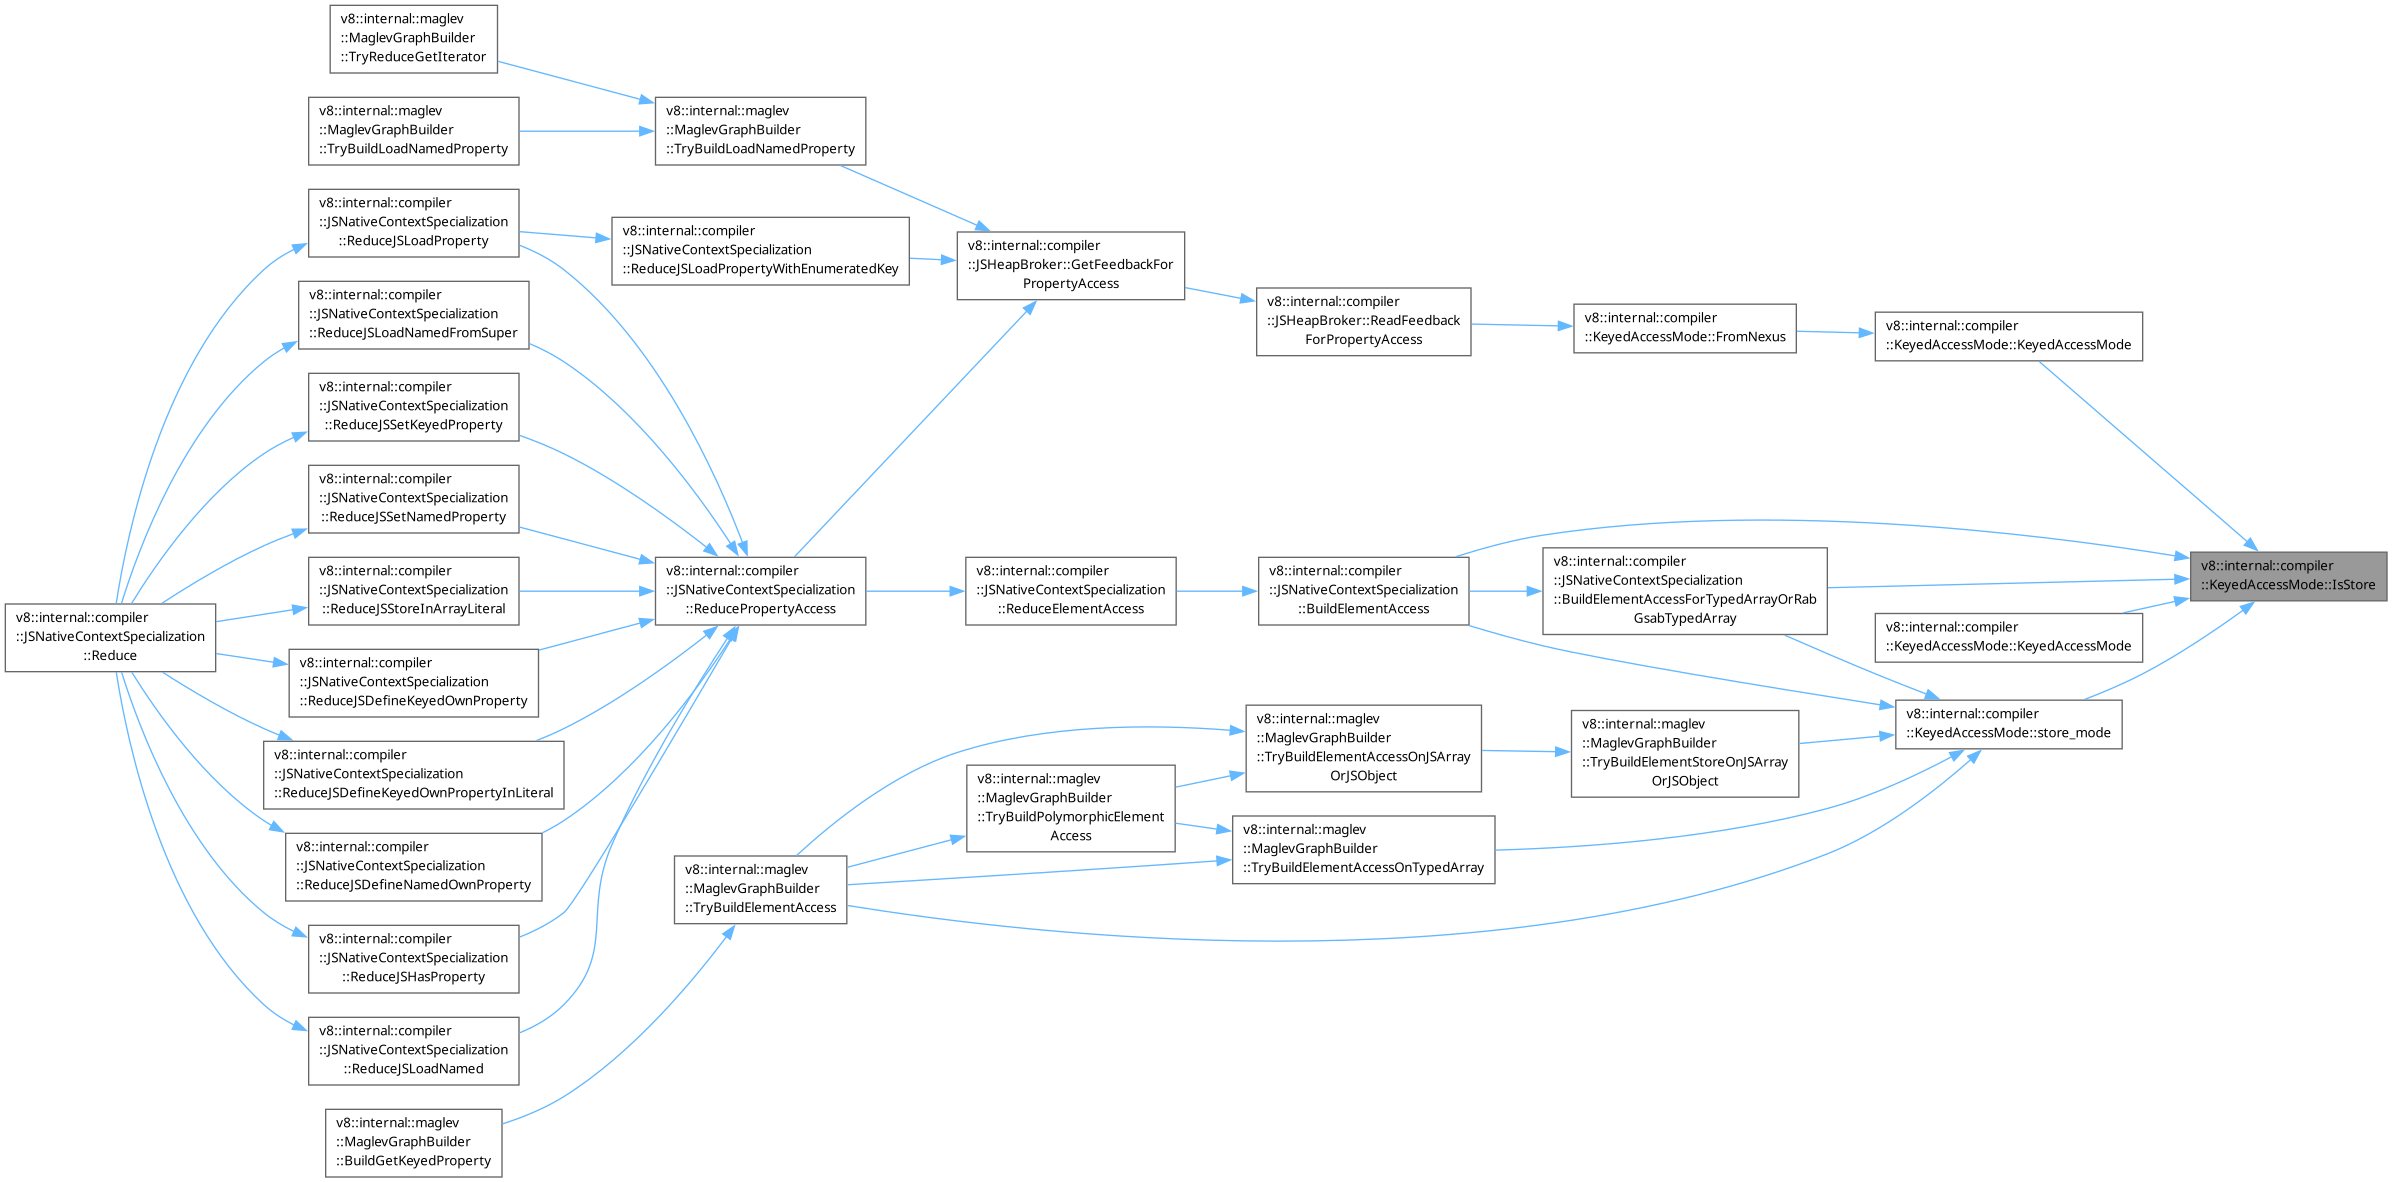 v8::internal::maglev
::MaglevGraphBuilder
::TryReduceGetIterator
v8::internal::maglev
::MaglevGraphBuilder
::TryBuildLoadNamedProperty
v8::internal::maglev
::MaglevGraphBuilder
::TryBuildLoadNamedProperty
v8::internal::compiler
::JSNativeContextSpecialization
::ReduceJSLoadProperty
v8::internal::compiler
::JSNativeContextSpecialization
::ReduceJSLoadPropertyWithEnumeratedKey
v8::internal::compiler
::JSHeapBroker::GetFeedbackFor
PropertyAccess
v8::internal::compiler
::JSNativeContextSpecialization
::ReduceJSLoadNamedFromSuper
v8::internal::compiler
::JSHeapBroker::ReadFeedback
ForPropertyAccess
v8::internal::compiler
::KeyedAccessMode::FromNexus
v8::internal::compiler
::KeyedAccessMode::KeyedAccessMode
v8::internal::compiler
::JSNativeContextSpecialization
::ReduceJSSetKeyedProperty
v8::internal::compiler
::JSNativeContextSpecialization
::ReduceJSSetNamedProperty
v8::internal::compiler
::JSNativeContextSpecialization
::ReduceJSStoreInArrayLiteral
v8::internal::compiler
::JSNativeContextSpecialization
::ReducePropertyAccess
v8::internal::compiler
::JSNativeContextSpecialization
::ReduceElementAccess
v8::internal::compiler
::JSNativeContextSpecialization
::BuildElementAccess
v8::internal::compiler
::JSNativeContextSpecialization
::BuildElementAccessForTypedArrayOrRab
GsabTypedArray
v8::internal::compiler
::KeyedAccessMode::IsStore
v8::internal::compiler
::KeyedAccessMode::KeyedAccessMode
v8::internal::compiler
::JSNativeContextSpecialization
::Reduce
v8::internal::compiler
::JSNativeContextSpecialization
::ReduceJSDefineKeyedOwnProperty
v8::internal::compiler
::KeyedAccessMode::store_mode
v8::internal::maglev
::MaglevGraphBuilder
::TryBuildElementAccessOnJSArray
OrJSObject
v8::internal::maglev
::MaglevGraphBuilder
::TryBuildElementStoreOnJSArray
OrJSObject
v8::internal::compiler
::JSNativeContextSpecialization
::ReduceJSDefineKeyedOwnPropertyInLiteral
v8::internal::maglev
::MaglevGraphBuilder
::TryBuildPolymorphicElement
Access
v8::internal::maglev
::MaglevGraphBuilder
::TryBuildElementAccessOnTypedArray
v8::internal::compiler
::JSNativeContextSpecialization
::ReduceJSDefineNamedOwnProperty
v8::internal::maglev
::MaglevGraphBuilder
::TryBuildElementAccess
v8::internal::compiler
::JSNativeContextSpecialization
::ReduceJSHasProperty
v8::internal::compiler
::JSNativeContextSpecialization
::ReduceJSLoadNamed
v8::internal::maglev
::MaglevGraphBuilder
::BuildGetKeyedProperty